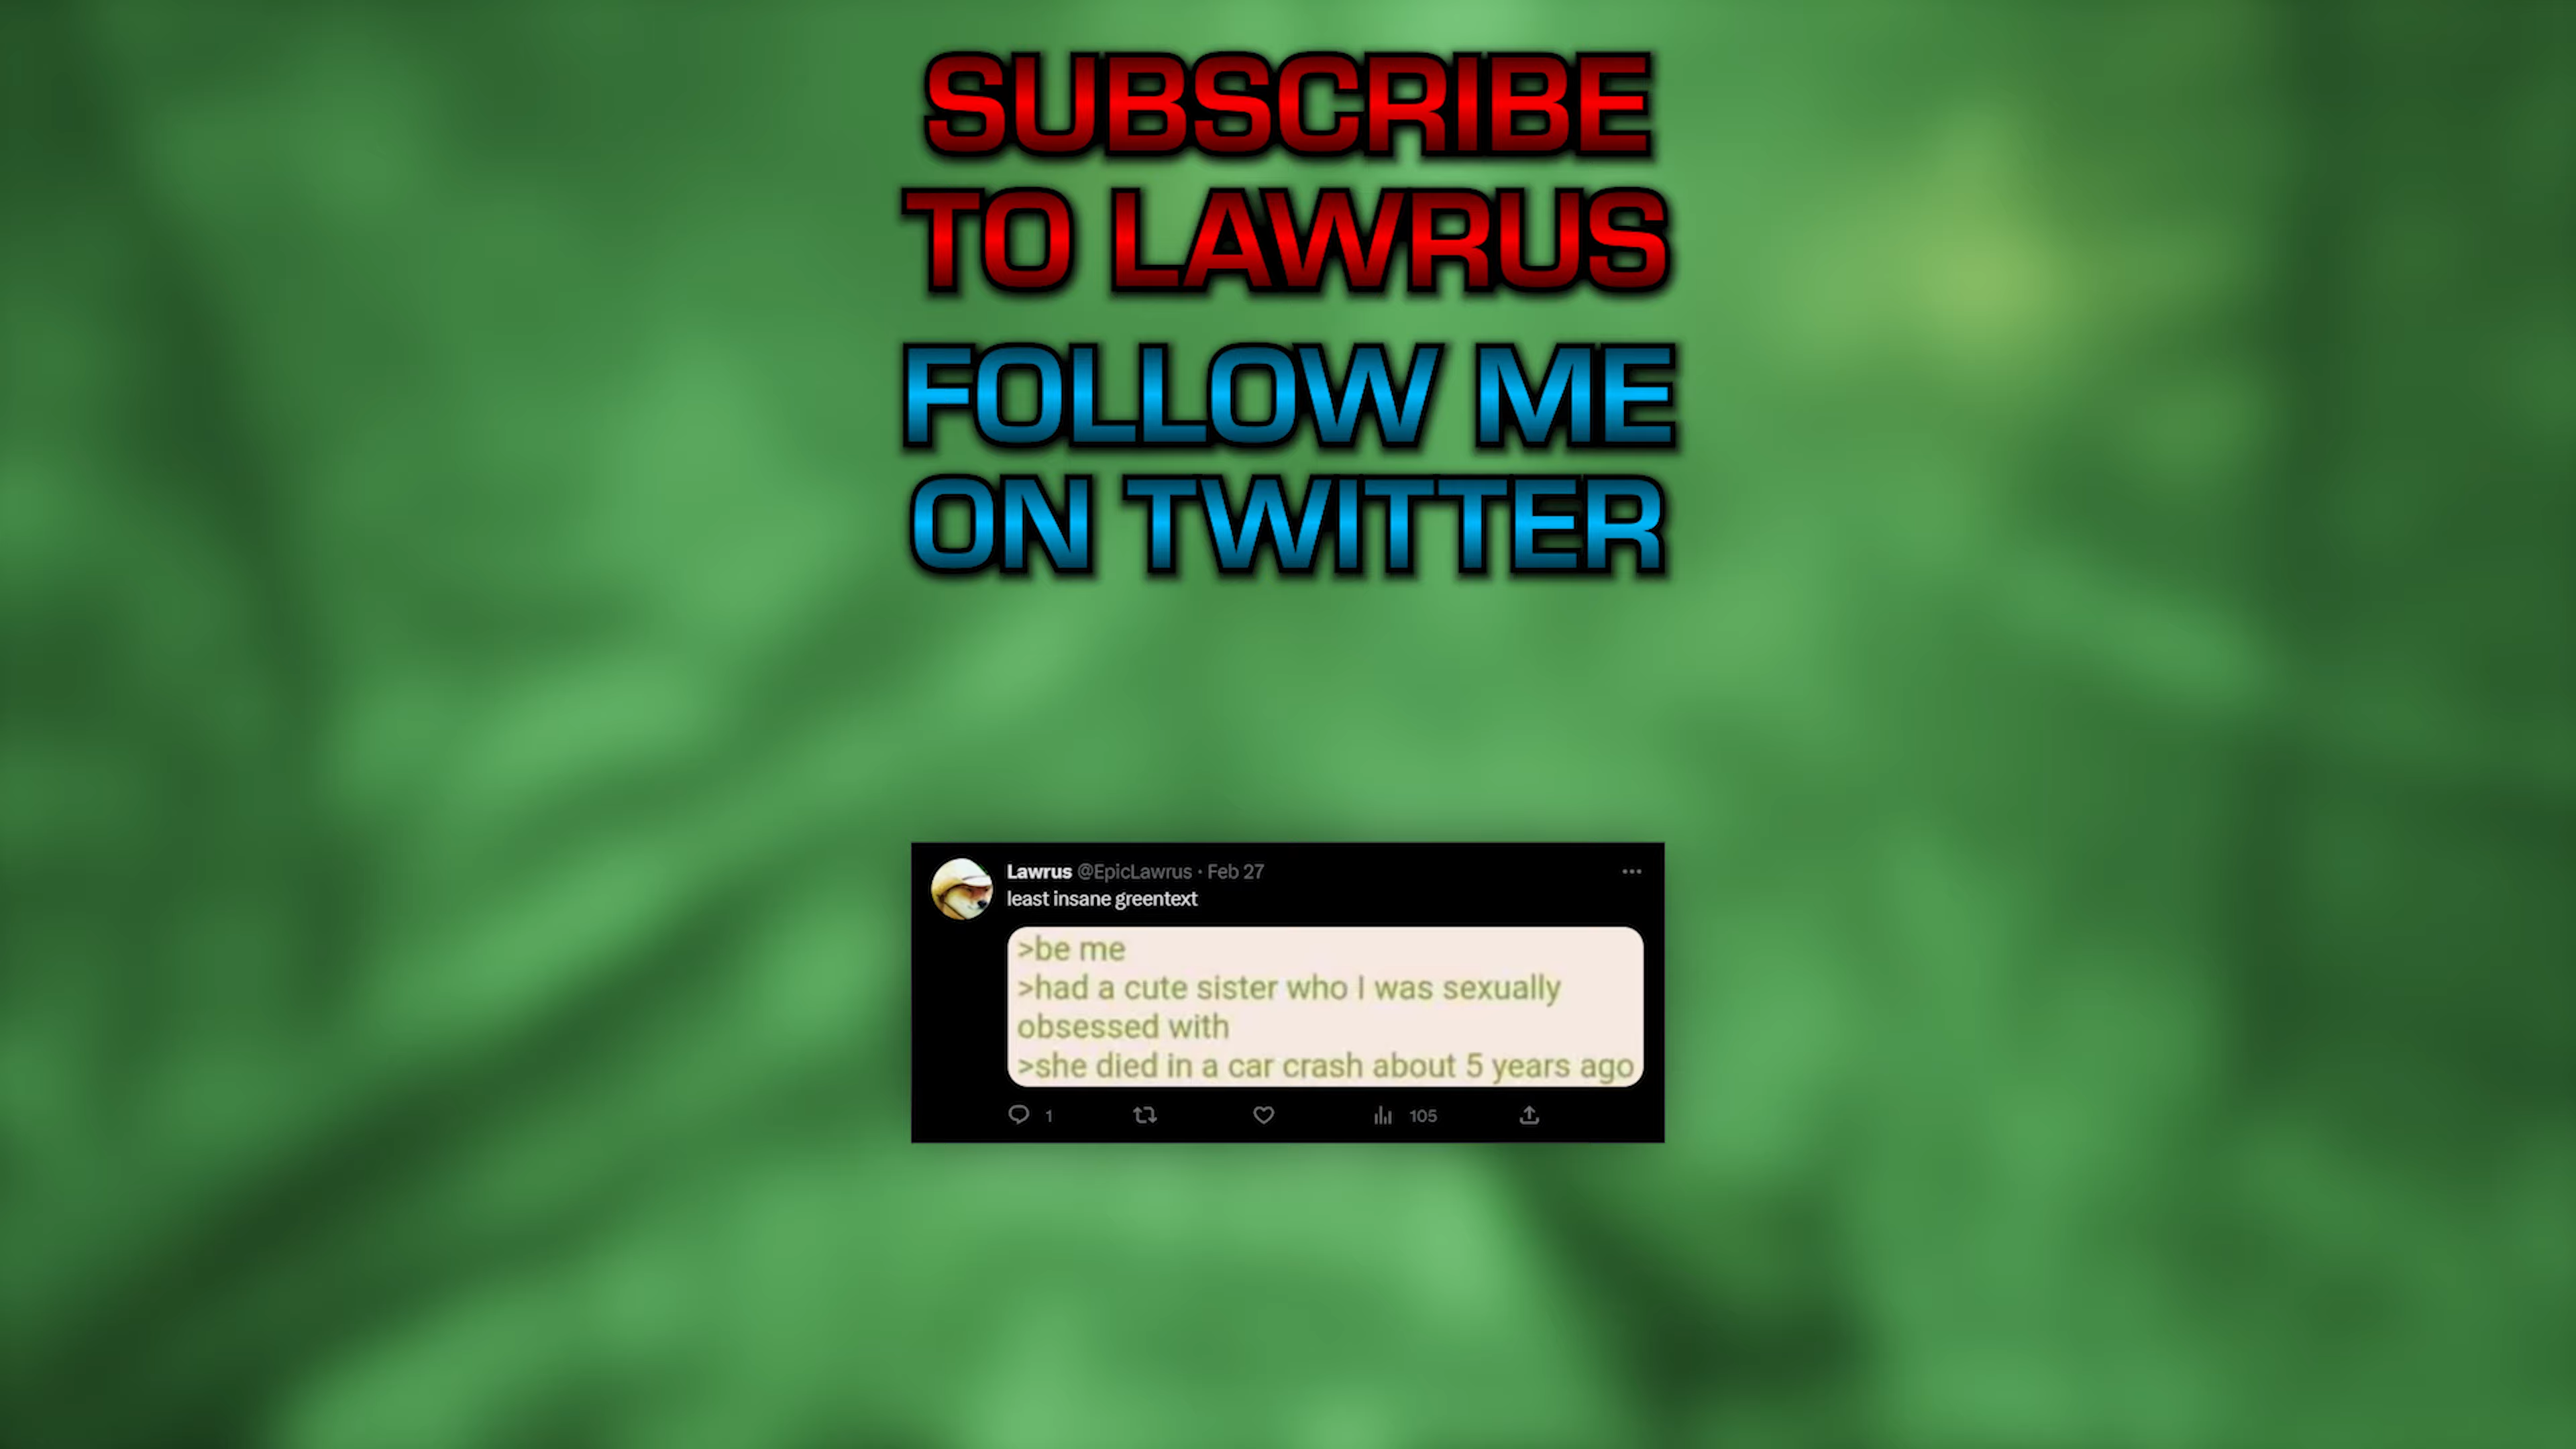 SUBSCRIBE
TO LAWRUS
FOLLOW ME
ON TWITTER
Lawrus @EpicLawrus · Feb 27
least insane greentext
>be me
>had a cute sister who I was sexually
obsessed with
>she died in a car crash about 5 years ago
1 105